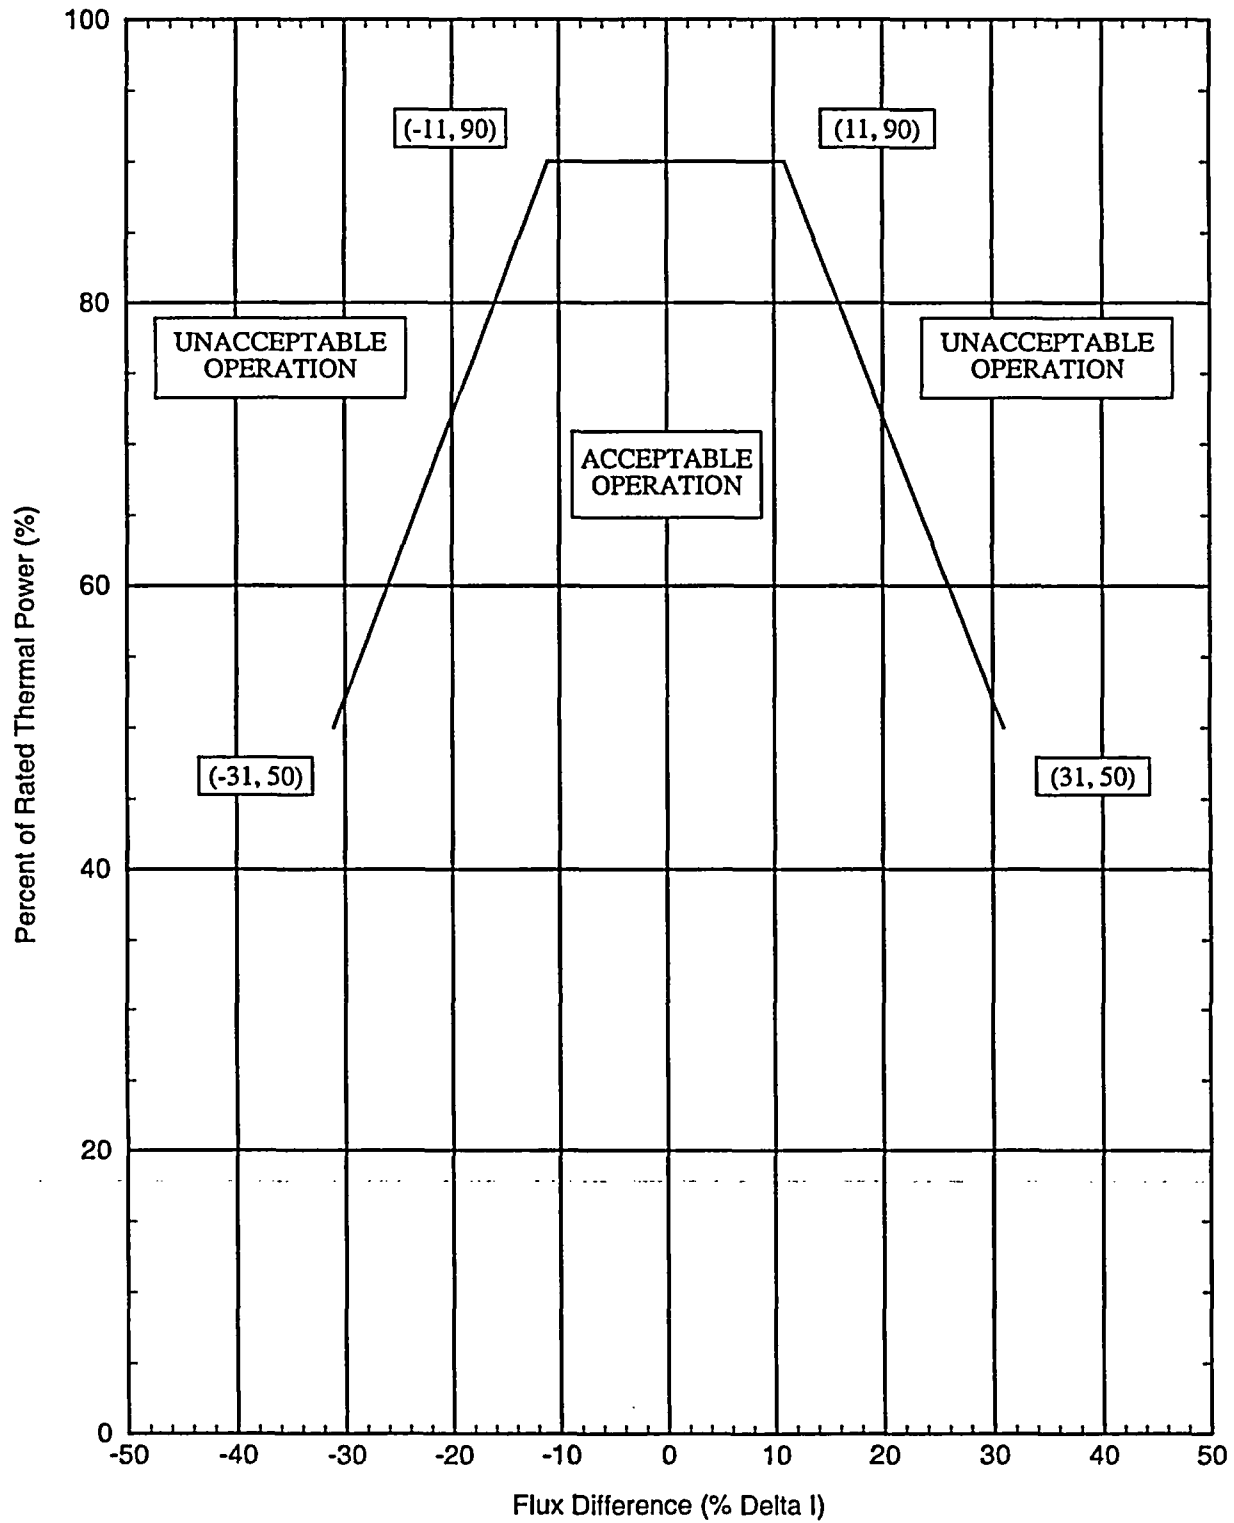 100
(-11, 90)
(11, 90)
80
UNACCEPTABLE
OPERATION
UNACCEPTABLE
OPERATION
ACCEPTABLE
OPERATION
60
(-31, 50)
(31, 50)
40
20
0
-50 -40 -30 -20 -10 0 10 20 30 40 50
Percent of Rated Thermal Power (%)
Flux Difference (% Delta I)